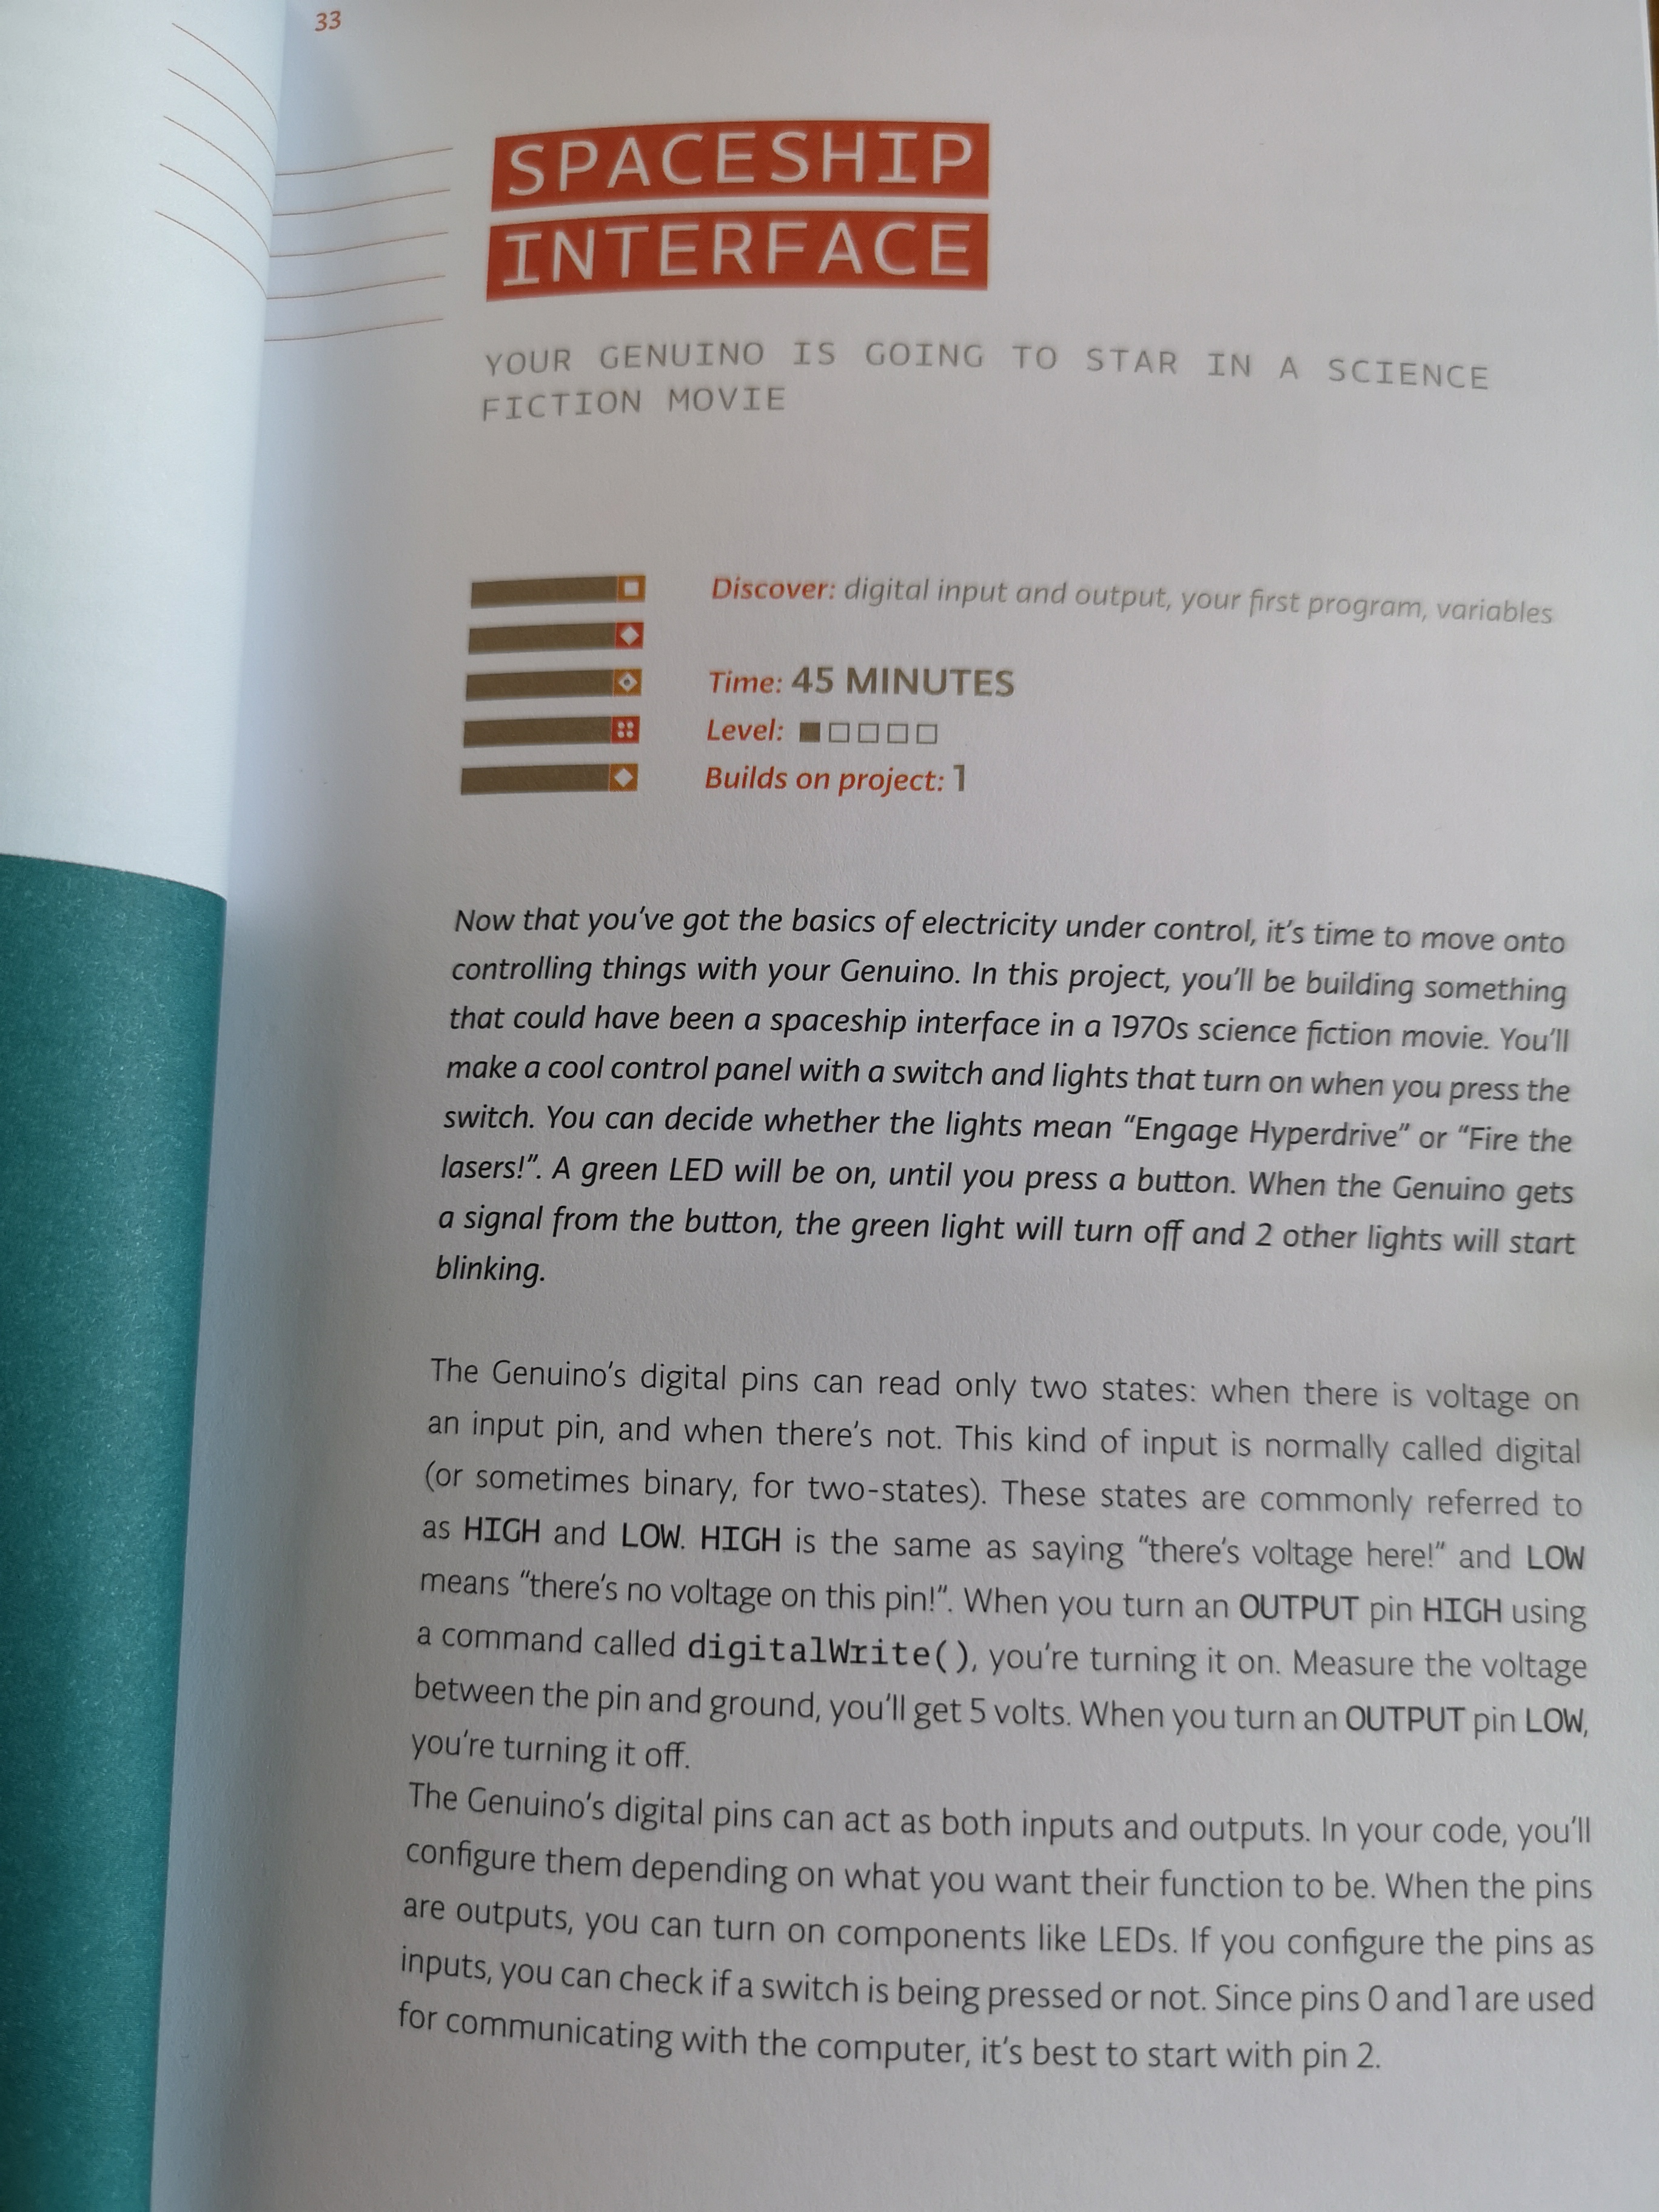 33
SPACESHIP
INTERFACE
YOUR GENUINO IS GOING TO STAR IN A SCIENCE
FICTION MOVIE
Discover: digital input and output, your first program, variables
Time: 45 MINUTES
Level:
Builds on project: 1
Now that you've got the basics of electricity under control, it's time to move onto
controlling things with your Genuino. In this project, you'll be building something
that could have been a spaceship interface in a 1970s science fiction movie. You'll
make a cool control panel with a switch and lights that turn on when you press the
switch. You can decide whether the lights mean “Engage Hyperdrive” or “Fire the
lasers!”. A green LED will be on, until you press a button. When the Genuino gets
a signal from the button, the green light will turn off and 2 other lights will start
blinking.
The Genuino's digital pins can read only two states: when there is voltage on
an input pin, and when there's not. This kind of input is normally called digital
(or sometimes binary, for two-states). These states are commonly referred to
as HIGH and LOW. HIGH is the same as saying “there's voltage here!“ and LOW
means “there's no voltage on this pin!“. When you turn an OUTPUT pin HIGH using
a command called digitalWrite(), you're turning it on. Measure the voltage
between the pin and ground, you'll get 5 volts. When you turn an OUTPUT pin LOW,
you're turning it off.
The Genuino's digital pins can act as both inputs and outputs. In your code, you'll
configure them depending on what you want their function to be. When the pins
are outputs, you can turn on components like LEDs. If you configure the pins as
inputs, you can check if a switch is being pressed or not. Since pins 0 and 1 are used
for communicating with the computer, it's best to start with pin 2.